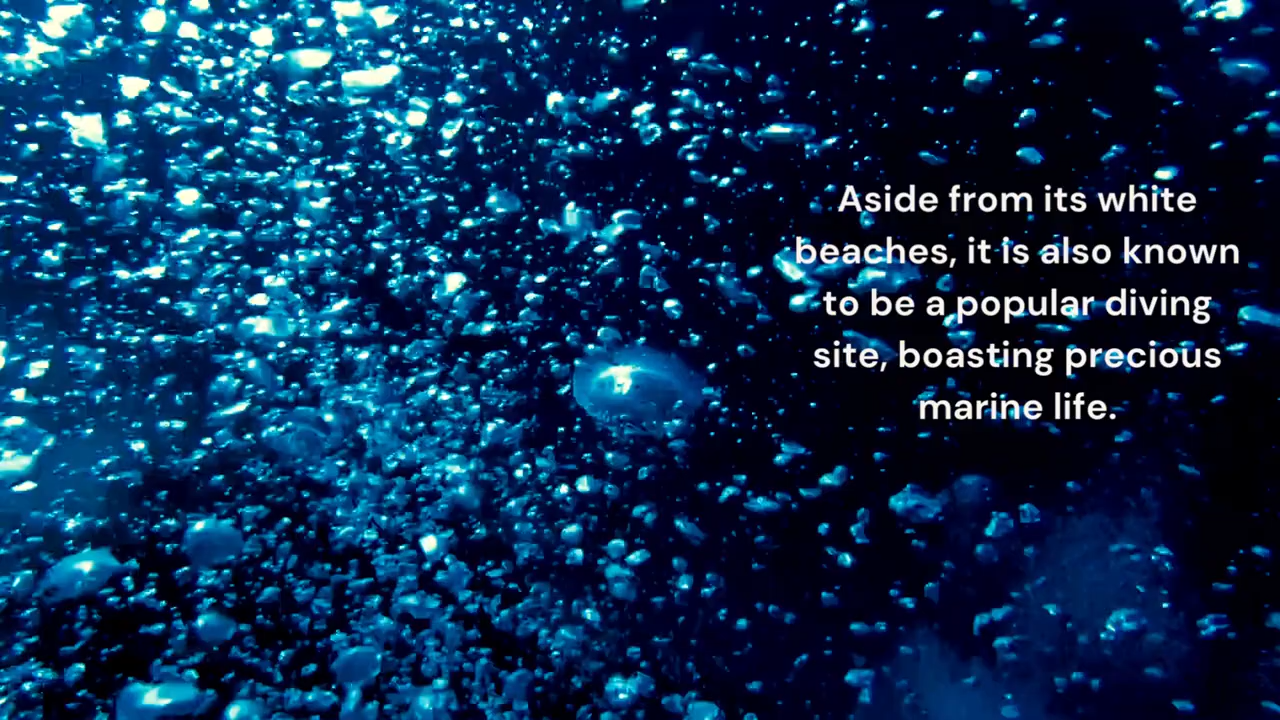 Aside from its white
beaches, it is also known
to be a popular diving
site, boasting precious
marine life.